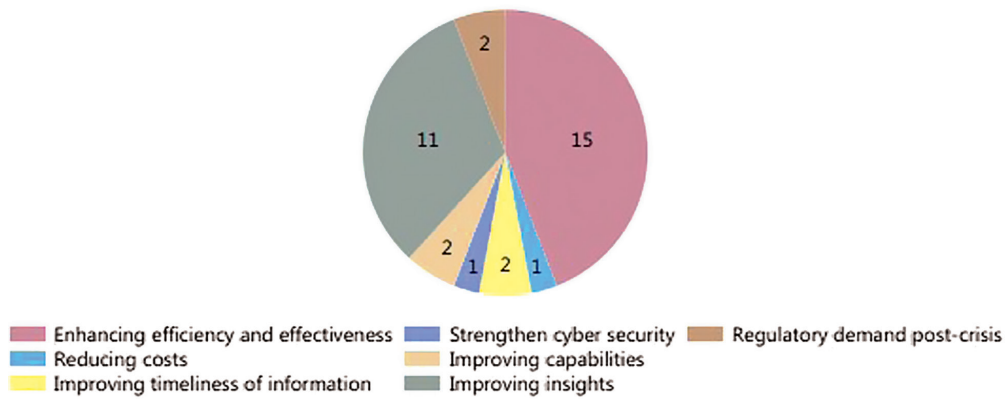 2
11
15
2
1
2
1
Enhancing efficiency and effectiveness
Strengthen cyber security
Regulatory demand post-crisis
Reducing costs
Improving capabilities
Improving timeliness of information
Improving insights